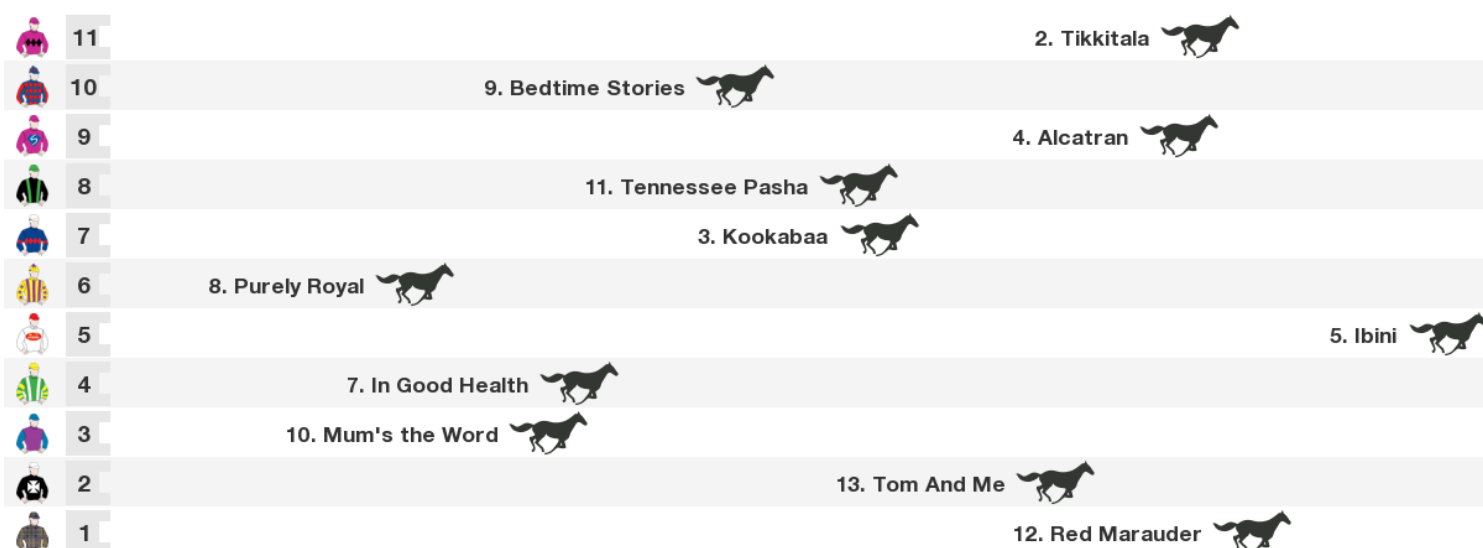 11 2. Tikkitala
10 9. Bedtime Stories
9 4. Alcatran
8 11. Tennessee Pasha
7 3. Kookabaa
6 8. Purely Royal
5 5. Ibini
4 7. In Good Health
3 10. Mum's the Word
2 13. Tom And Me
1 12. Red Marauder